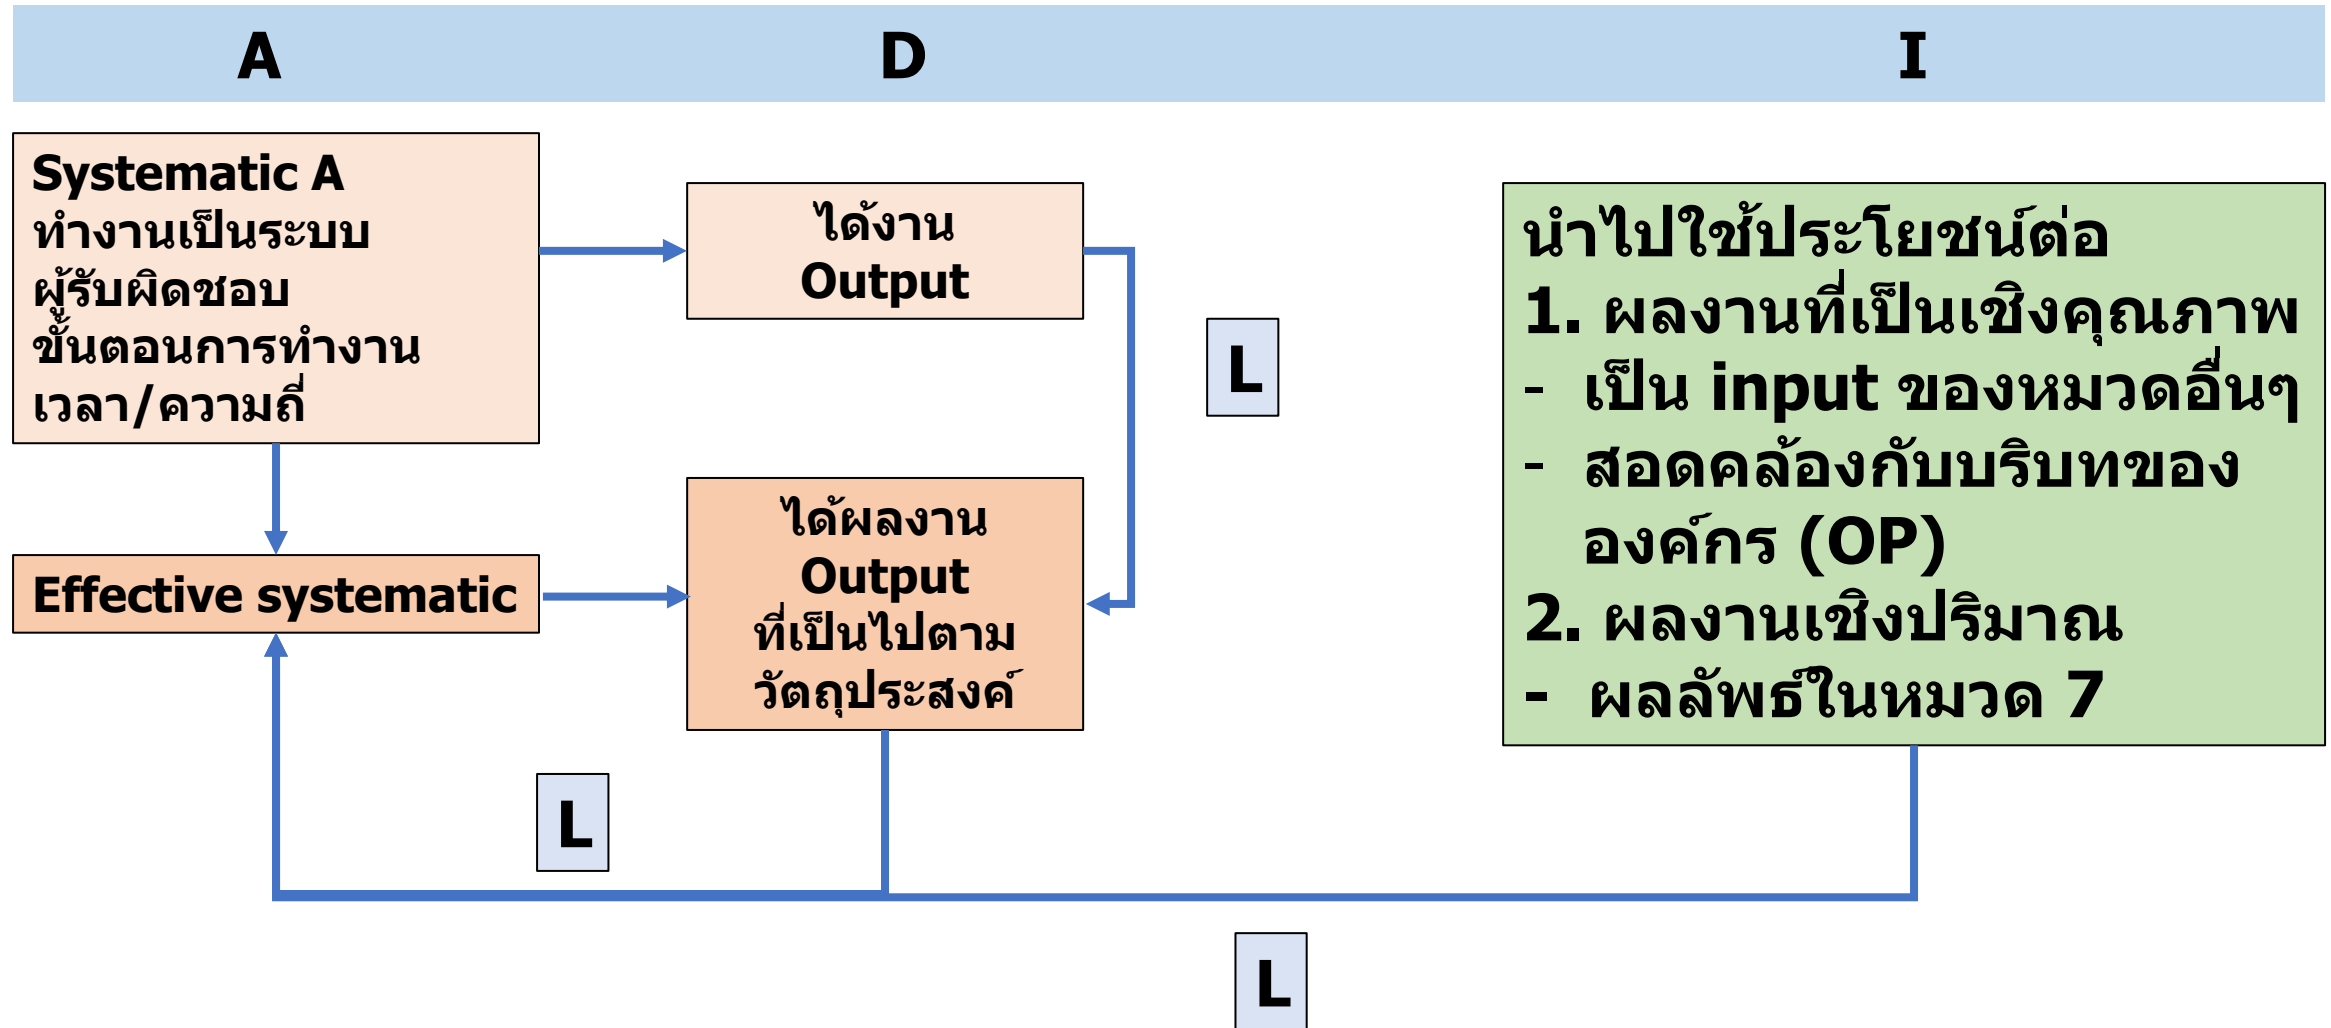 A D I
Systematic A
ทำงานเป็นระบบ
ผู้รับผิดชอบ
ขั้นตอนการทำงาน
เวลา/ความถี่
ได้งาน
Output
L
นำไปใช้ประโยชน์ต่อ
1. ผลงานที่เป็นเชิงคุณภาพ
- เป็น input ของหมวดอื่นๆ
- สอดคล้องกับบริบทของ
องค์กร (OP)
2. ผลงานเชิงปริมาณ
- ผลลัพธ์ในหมวด 7
Effective systematic
ได้ผลงาน
Output
ที่เป็นไปตาม
วัตถุประสงค์
L
L